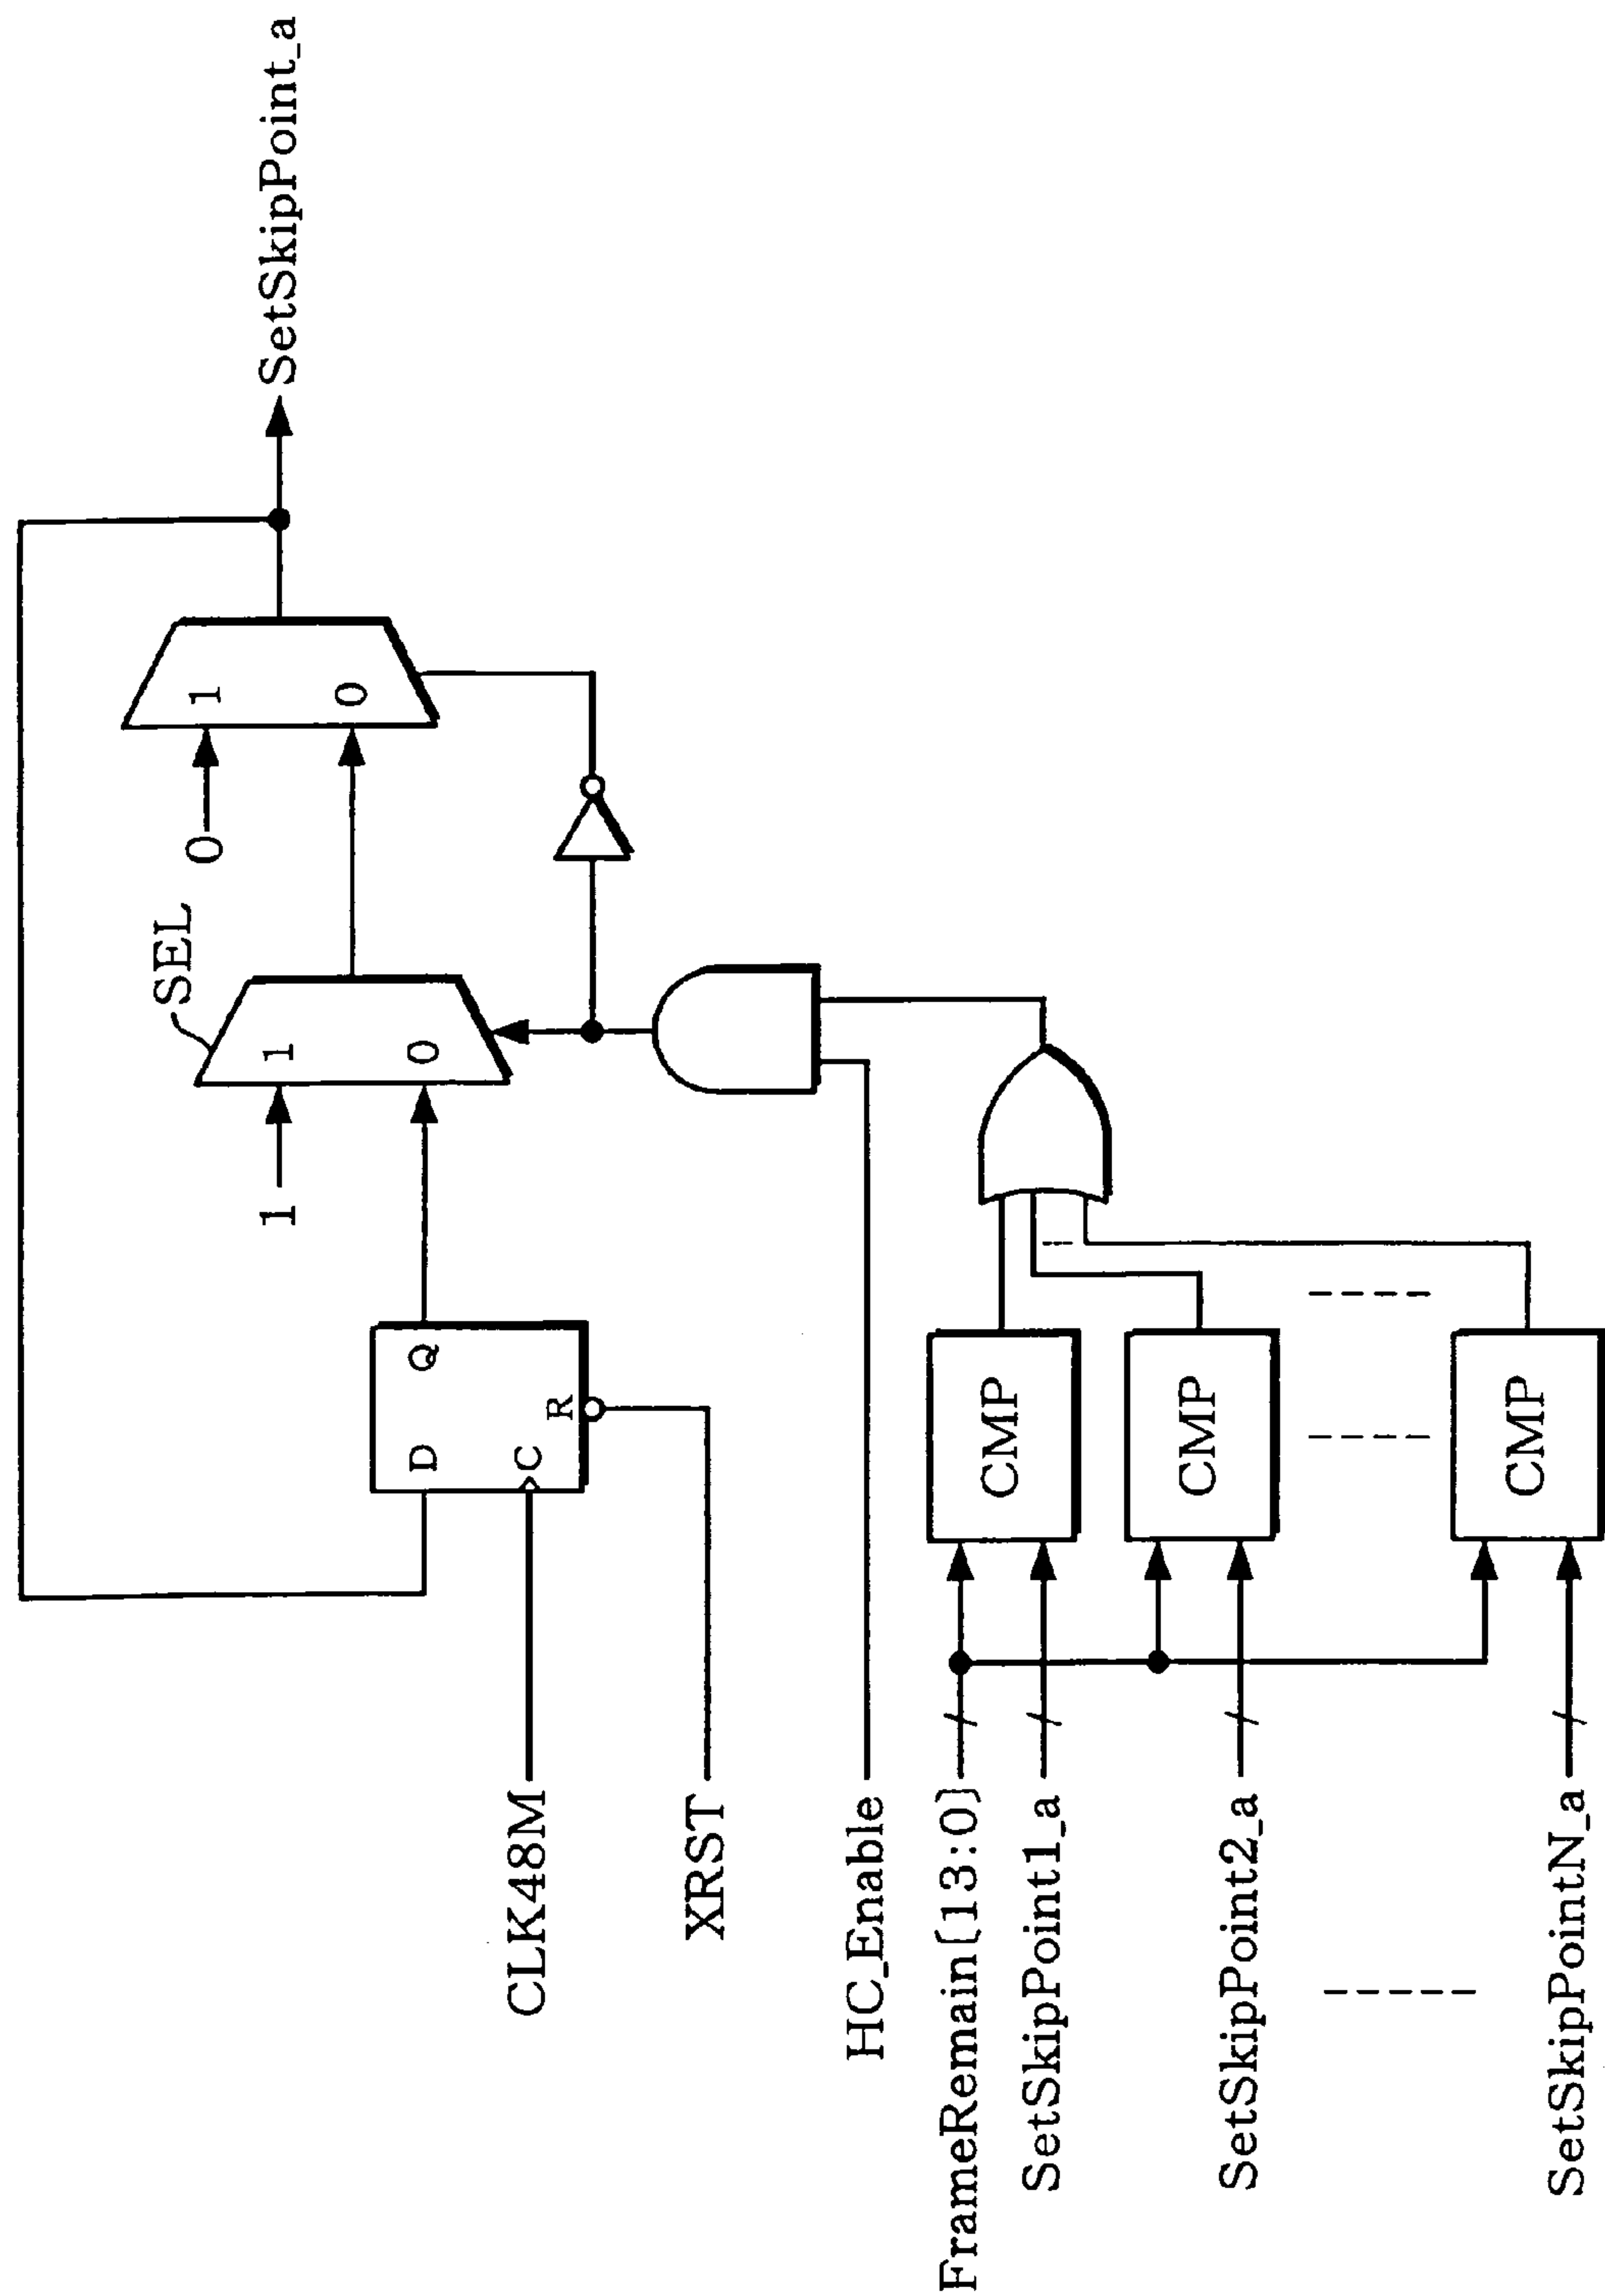 SetSkipPoint_a
SEL
0
1
0
1
1
0
D
Q
C
R
CLK48M
XRST
HC_Enable
FrameRemain[13:0]
SetSkipPoint1_a
CMP
SetSkipPoint2_a
CMP
SetSkipPointN_a
CMP